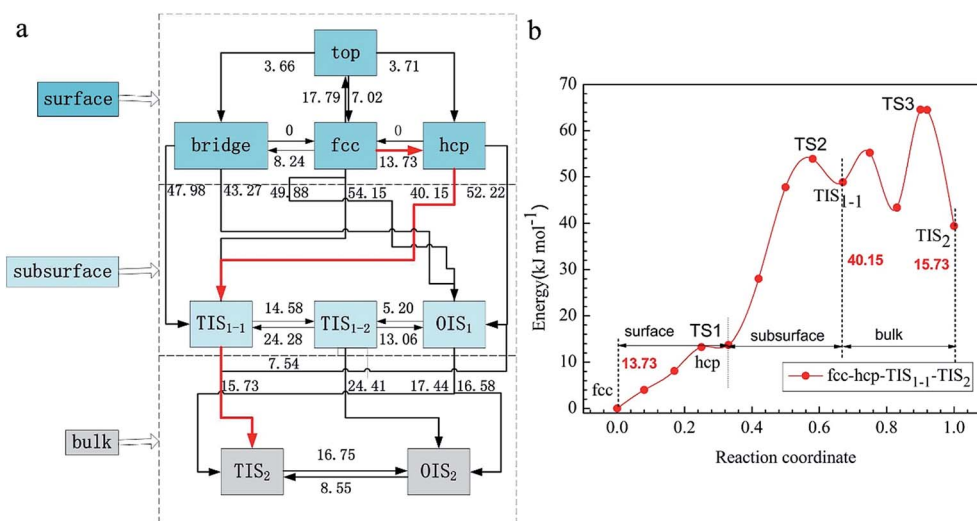 a
top
3.66
3.71
17.79
7.02
surface
bridge
0
fcc
0
hcp
8.24
13.73
47.98
43.27
49.88
54.15
40.15
52.22
subsurface
TIS1-1
14.58
TIS1-2
5.20
OIS1
24.28
13.06
7.54
15.73
24.41
17.44
16.58
bulk
TIS2
16.75
OIS2
8.55
b
Energy(kJ mol⁻¹)
70
60
50
40
30
20
10
0
TS3
TS2
TIS1-1
TIS2
40.15
15.73
surface
TS1
subsurface
bulk
13.73
hcp
fcc
fcc-hcp-TIS1-1-TIS2
0.0
0.2
0.4
0.6
0.8
1.0
Reaction coordinate